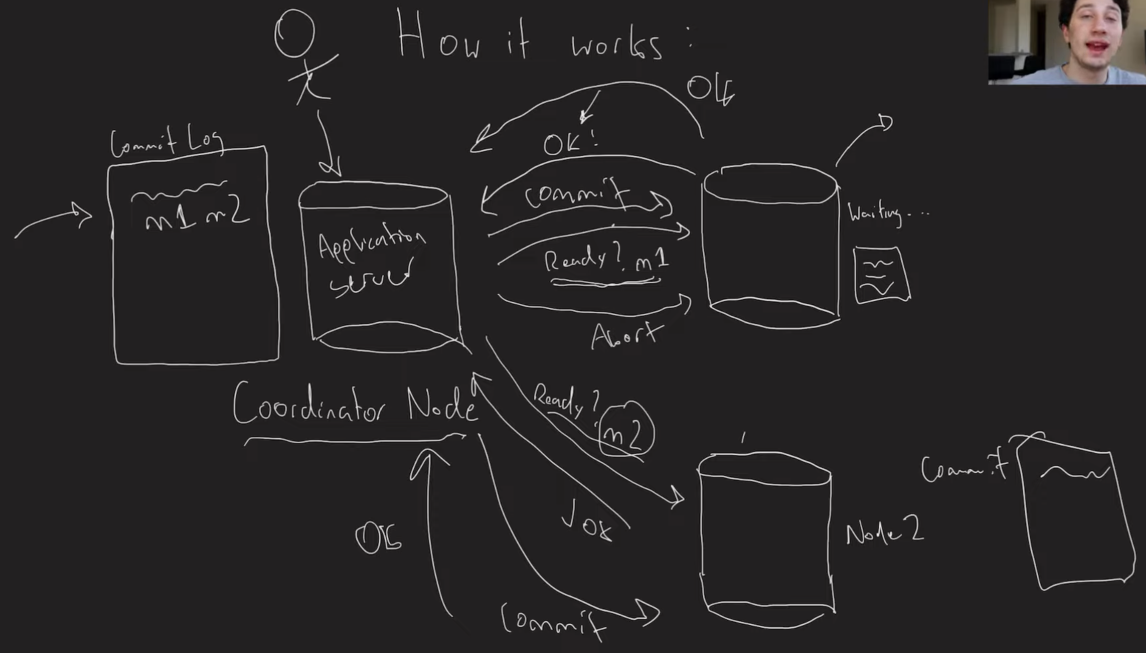 How it works:
OK
Commit Log
OK!
m1 m2
Commit
Waiting...
Application
server
Ready? m1
Abort
Coordinator Node
Ready?
m2
Commit
OK
√ OK
Node 2
Commit